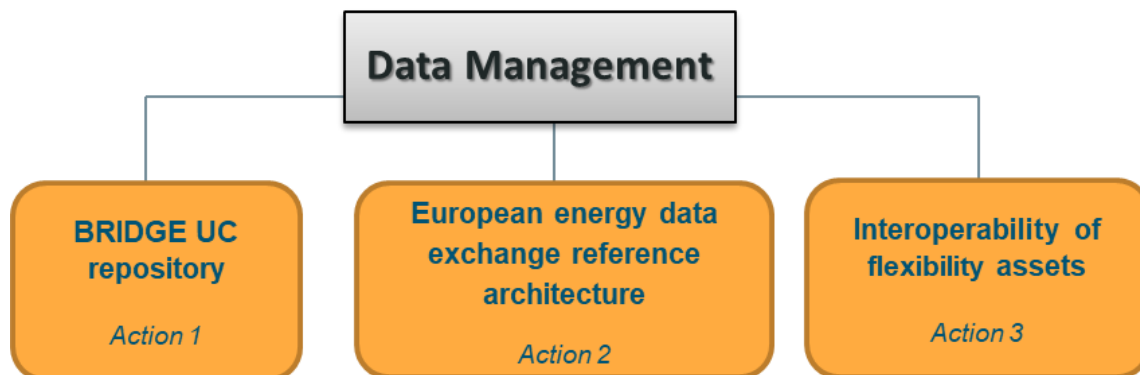 Data Management
BRIDGE UC
repository
Action 1
European energy data
exchange reference
architecture
Action 2
Interoperability of
flexibility assets
Action 3